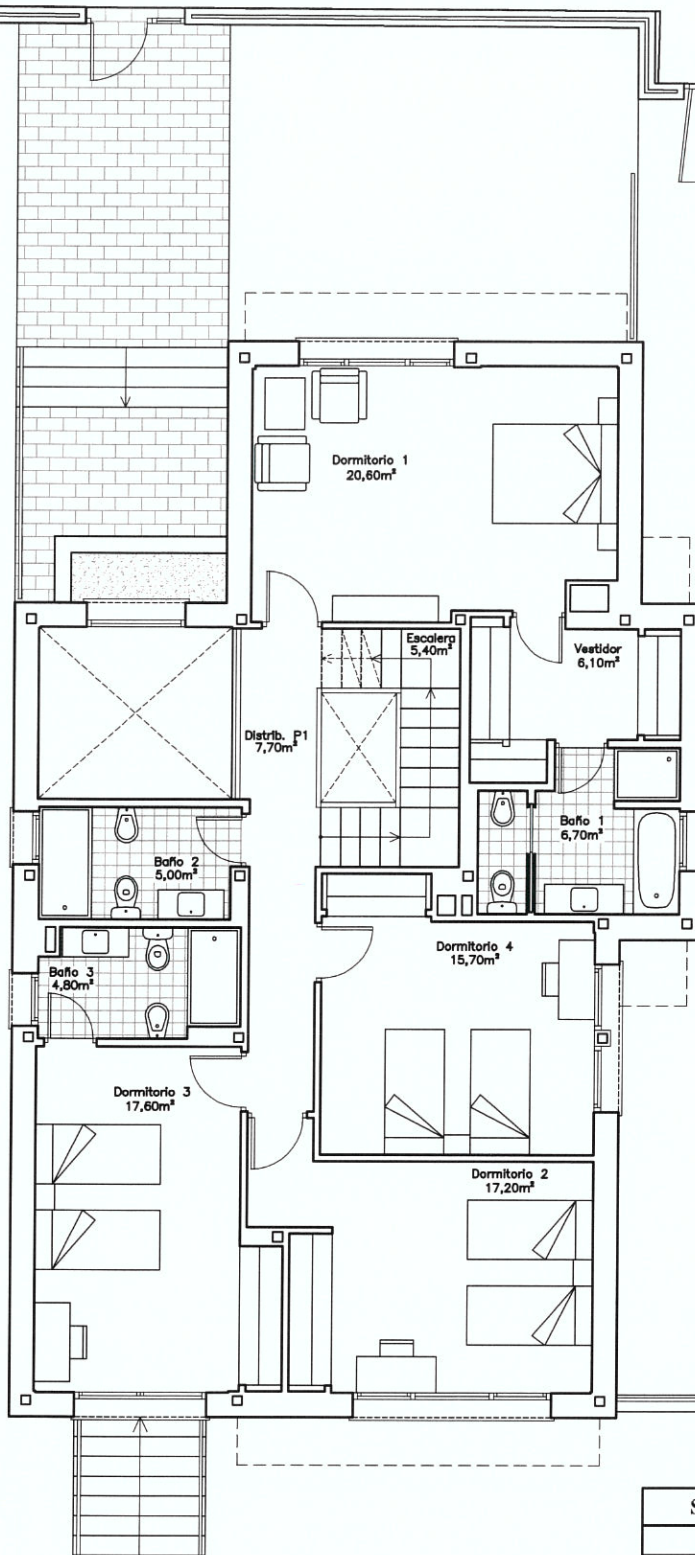 Dormitorio 1
20,60m²
Escalera
5,40m²
Vestidor
6,10m²
Distrib. P1
7,70m²
Baño 1
6,70m²
Baño 2
5,00m²
Dormitorio 4
15,70m²
Baño 3
4,80m²
Dormitorio 3
17,60m²
Dormitorio 2
17,20m²
S